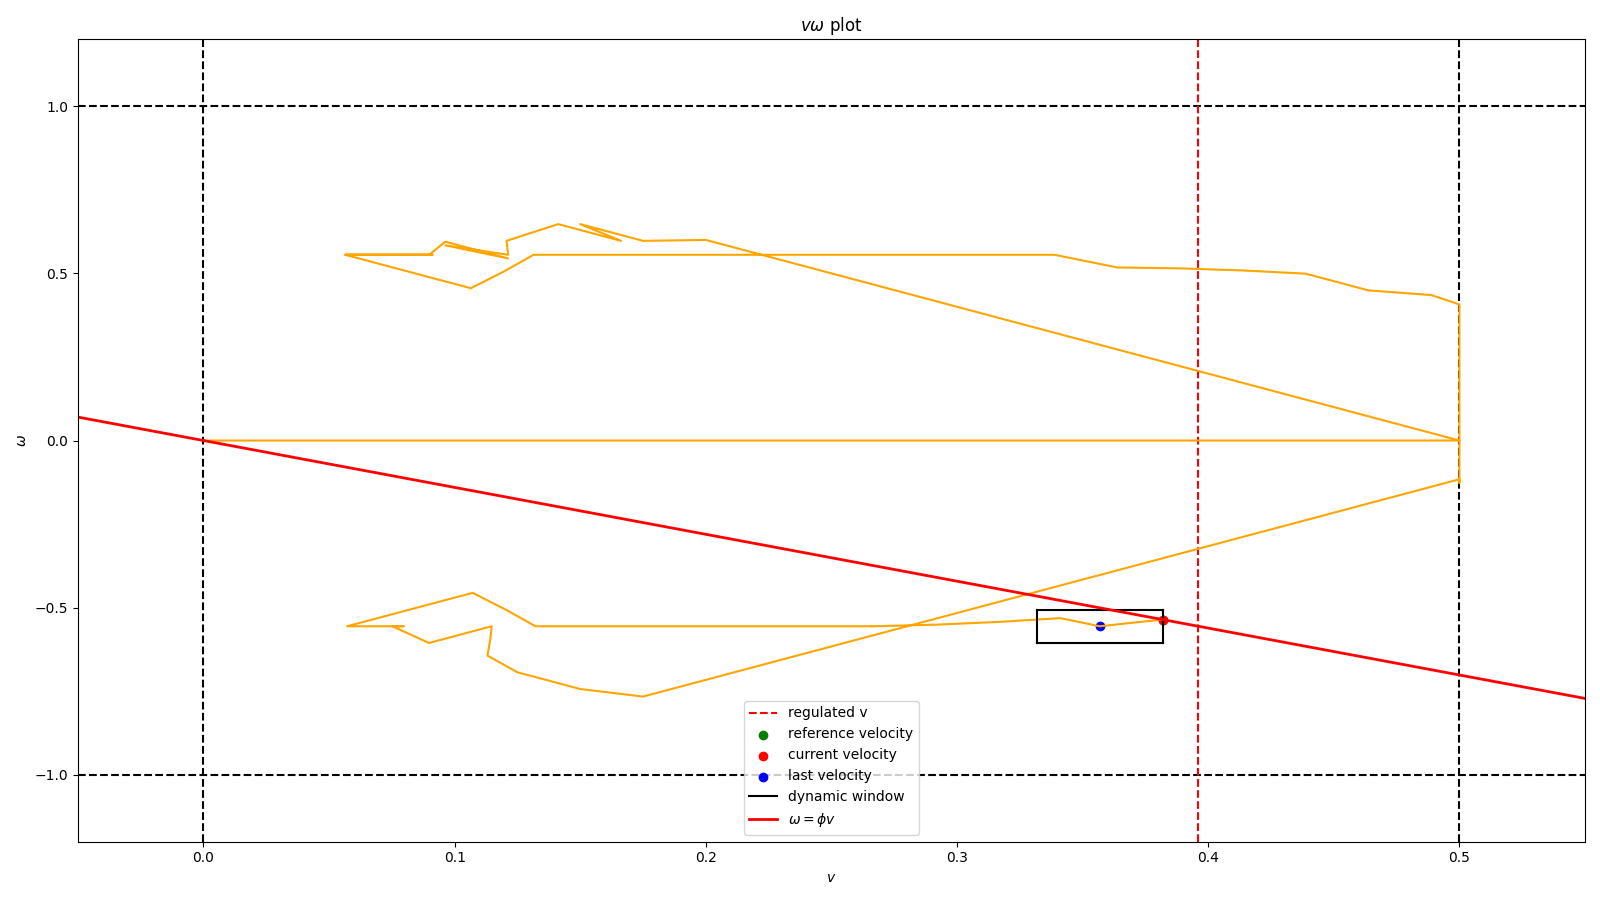 vω plot
1.0
0.5
0.0
−0.5
−1.0
ω
regulated v
reference velocity
current velocity
last velocity
dynamic window
ω = ϕv
0.0 0.1 0.2 0.3 0.4 0.5
v